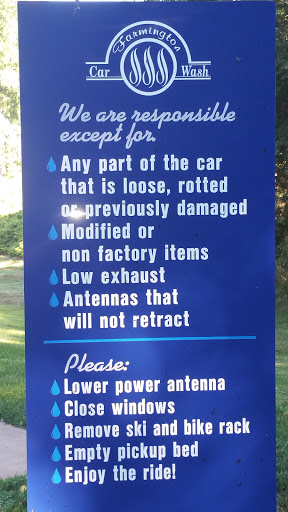 Farmington
Car Wash
We are responsible
except for:
Any part of the car
that is loose, rotted
or previously damaged
Modified or
non factory items
Low exhaust
Antennas that
will not retract
Please:
Lower power antenna
Close windows
Remove ski and bike rack
Empty pickup bed
Enjoy the ride!